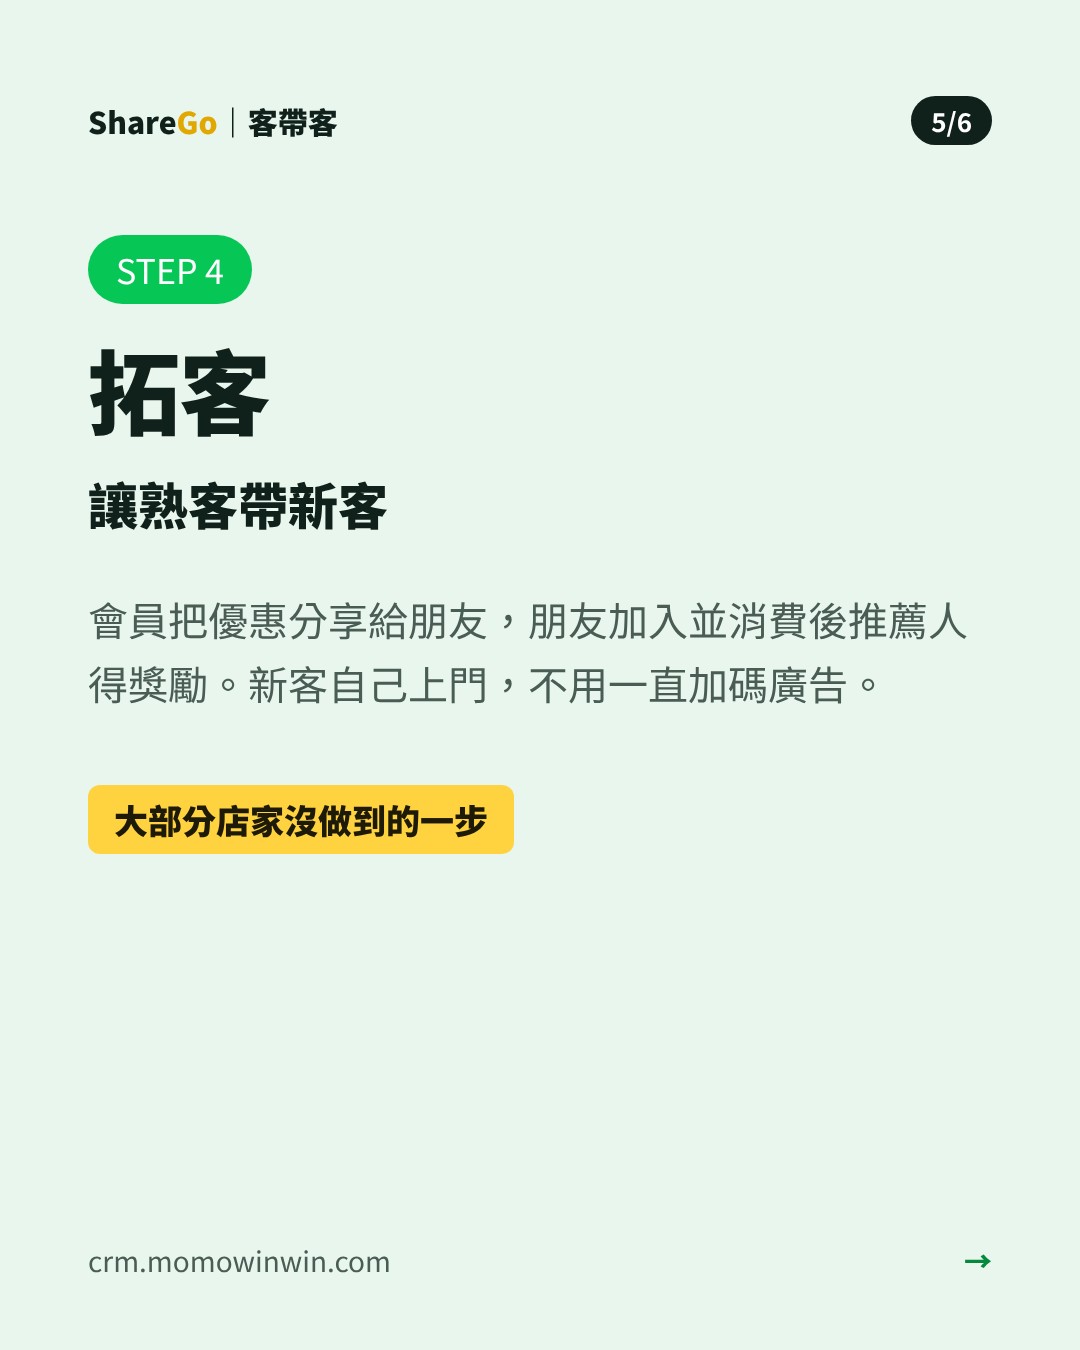 ShareGo｜客帶客
5/6
STEP 4
拓客
讓熟客帶新客
會員把優惠分享給朋友，朋友加入並消費後推薦人
得獎勵。新客自己上門，不用一直加碼廣告。
大部分店家沒做到的一步
crm.momowinwin.com
→